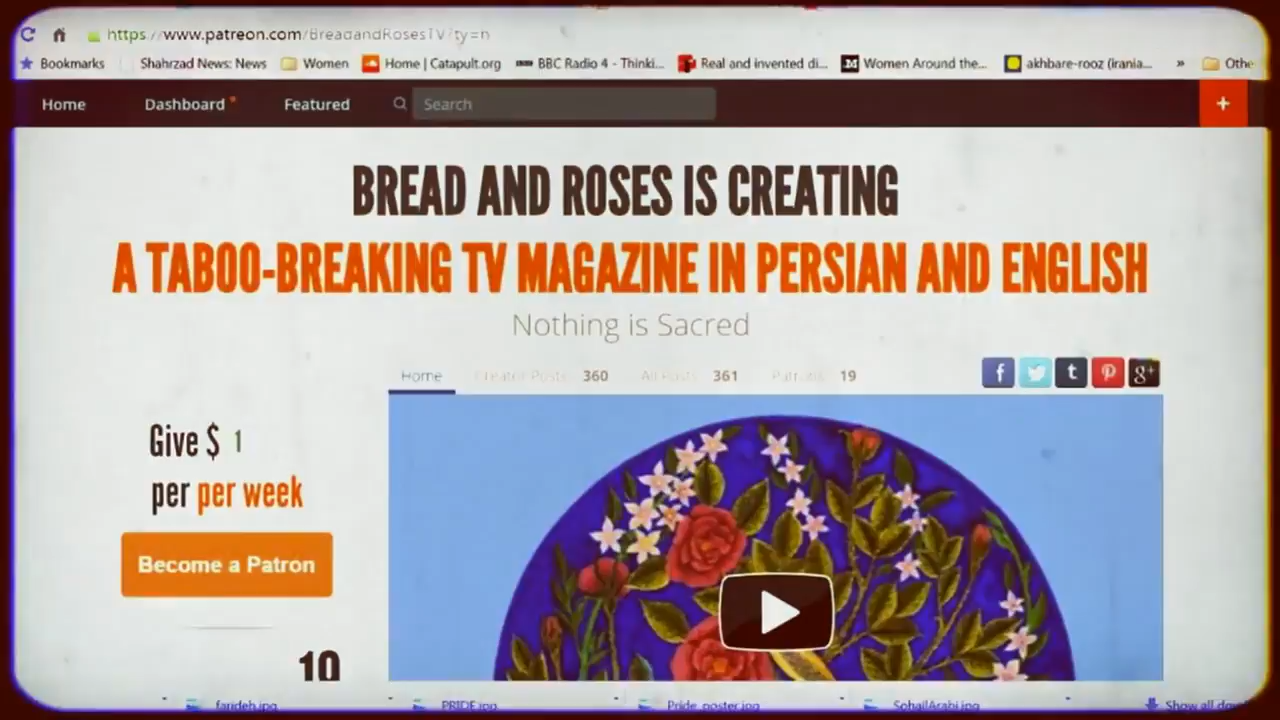 https://www.patreon.com/BreadandRosesTV?ty=n
Bookmarks Shahrzad News: News Women Home | Catapult.org BBC Radio 4 - Thinki... Real and invented di... Women Around the... akhbare-rooz (irania... » Othe
Home Dashboard Featured Search +
BREAD AND ROSES IS CREATING
A TABOO-BREAKING TV MAGAZINE IN PERSIAN AND ENGLISH
Nothing is Sacred
Home Creator Posts 360 All Posts 361 Patrons 19
f t p g+
Give $ 1
per per week
Become a Patron
10
farideh.jpg PRIDE.jpg Pride_poster.jpg SohailArabi.jpg Show all